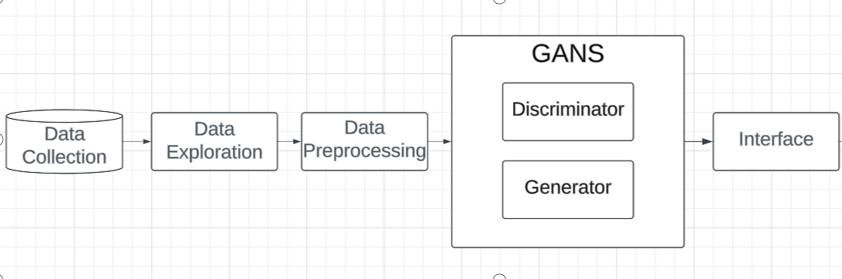 Data
Collection
Data
Exploration
Data
Preprocessing
GANS
Discriminator
Generator
Interface